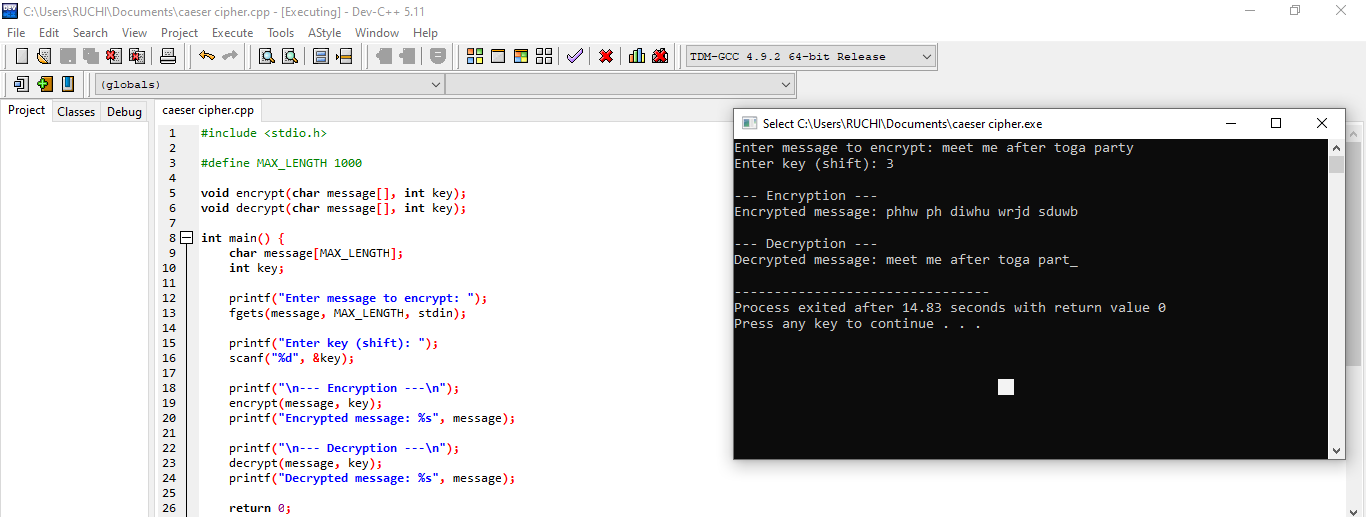 C:\Users\RUCHI\Documents\caeser cipher.cpp - [Executing] - Dev-C++ 5.11
File Edit Search View Project Execute Tools AStyle Window Help
TDM-GCC 4.9.2 64-bit Release
(globals)
Project Classes Debug
caeser cipher.cpp
1 #include <stdio.h>
2
3 #define MAX_LENGTH 1000
4
5 void encrypt(char message[], int key);
6 void decrypt(char message[], int key);
7
8 int main() {
9 char message[MAX_LENGTH];
10 int key;
11
12 printf("Enter message to encrypt: ");
13 fgets(message, MAX_LENGTH, stdin);
14
15 printf("Enter key (shift): ");
16 scanf("%d", &key);
17
18 printf("\n--- Encryption ---\n");
19 encrypt(message, key);
20 printf("Encrypted message: %s", message);
21
22 printf("\n--- Decryption ---\n");
23 decrypt(message, key);
24 printf("Decrypted message: %s", message);
25
26 return 0;
Select C:\Users\RUCHI\Documents\caeser cipher.exe
Enter message to encrypt: meet me after toga party
Enter key (shift): 3
--- Encryption ---
Encrypted message: phhw ph diwhu wrjd sduwb
--- Decryption ---
Decrypted message: meet me after toga part_
--------------------------------
Process exited after 14.83 seconds with return value 0
Press any key to continue . . .